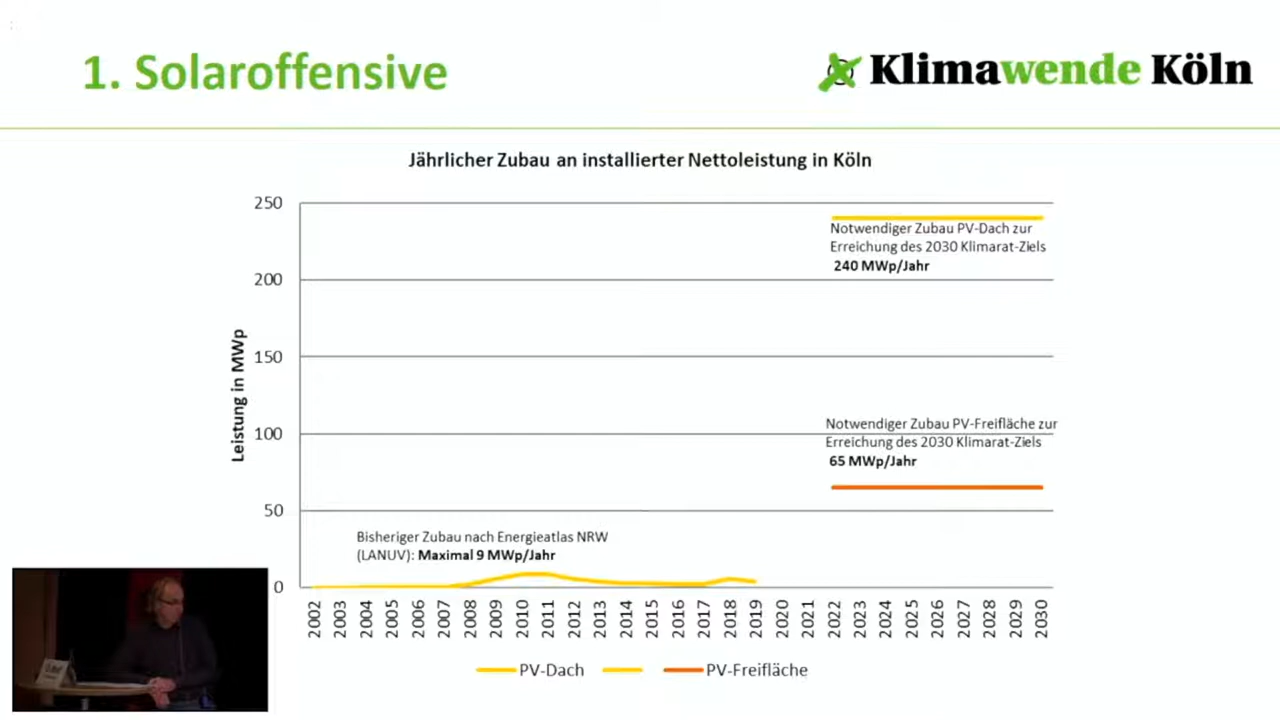 1. Solaroffensive
Klimawende Köln
Jährlicher Zubau an installierter Nettoleistung in Köln
Leistung in MWp
250
200
150
100
50
0
Notwendiger Zubau PV-Dach zur
Erreichung des 2030 Klimarat-Ziels
240 MWp/Jahr
Notwendiger Zubau PV-Freifläche zur
Erreichung des 2030 Klimarat-Ziels
65 MWp/Jahr
Bisheriger Zubau nach Energieatlas NRW
(LANUV): Maximal 9 MWp/Jahr
2002 2003 2004 2005 2006 2007 2008 2009 2010 2011 2012 2013 2014 2015 2016 2017 2018 2019 2020 2021 2022 2023 2024 2025 2026 2027 2028 2029 2030
PV-Dach PV-Freifläche